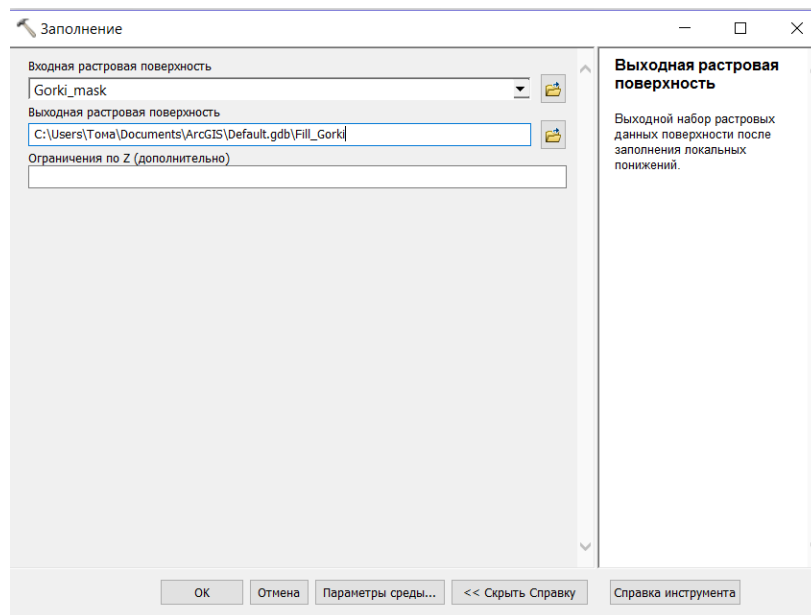 Заполнение
Входная растровая поверхность
Gorki_mask
Выходная растровая поверхность
C:\Users\Тома\Documents\ArcGIS\Default.gdb\Fill_Gorki
Ограничения по Z (дополнительно)
Выходная растровая
поверхность
Выходной набор растровых
данных поверхности после
заполнения локальных
понижений.
OK
Отмена
Параметры среды...
<< Скрыть Справку
Справка инструмента